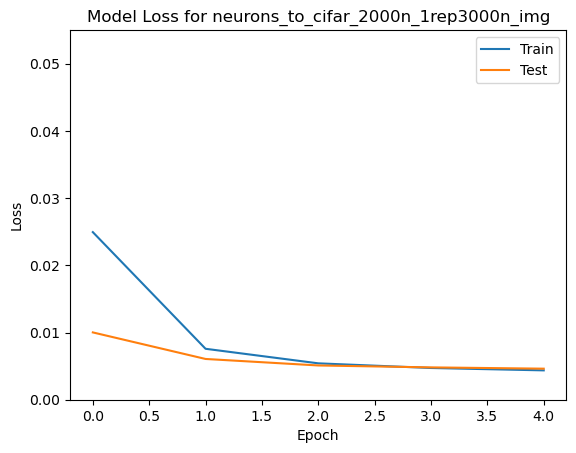 Model Loss for neurons_to_cifar_2000n_1rep3000n_img
Train
Test
0.05
0.04
0.03
0.02
0.01
0.00
Loss
0.0 0.5 1.0 1.5 2.0 2.5 3.0 3.5 4.0
Epoch